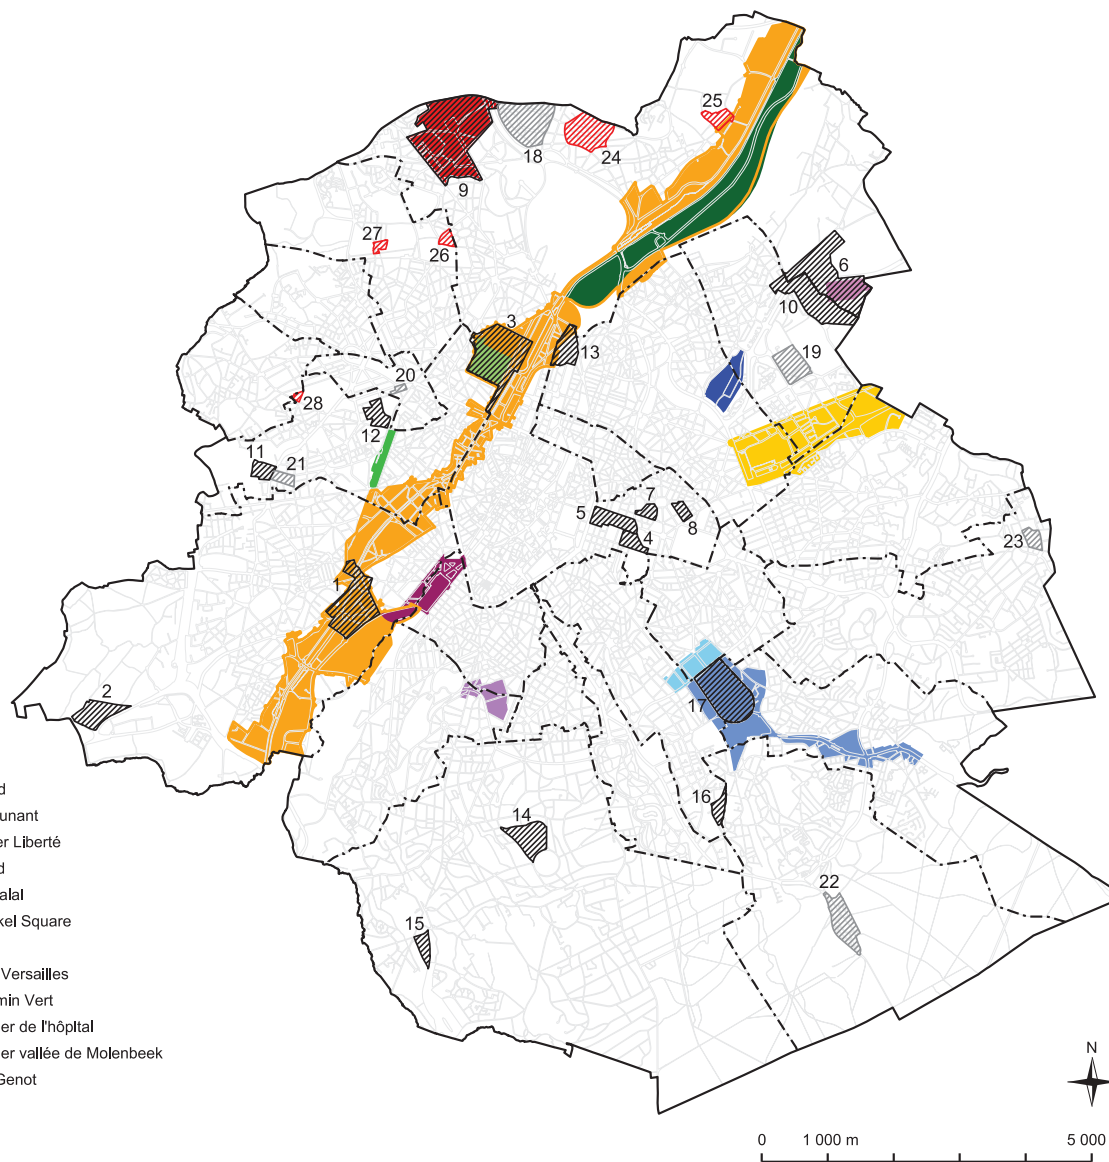 25
18
24
9
27
26
6
10
3
13
19
20
28
12
11
21
7
5
8
4
23
1
2
17
16
14
22
15
d
unant
er Liberté
d
alal
kel Square
Versailles
min Vert
er de l'hôpItal
er vallée de Molenbeek
Genot
N
0 1 000 m 5 000